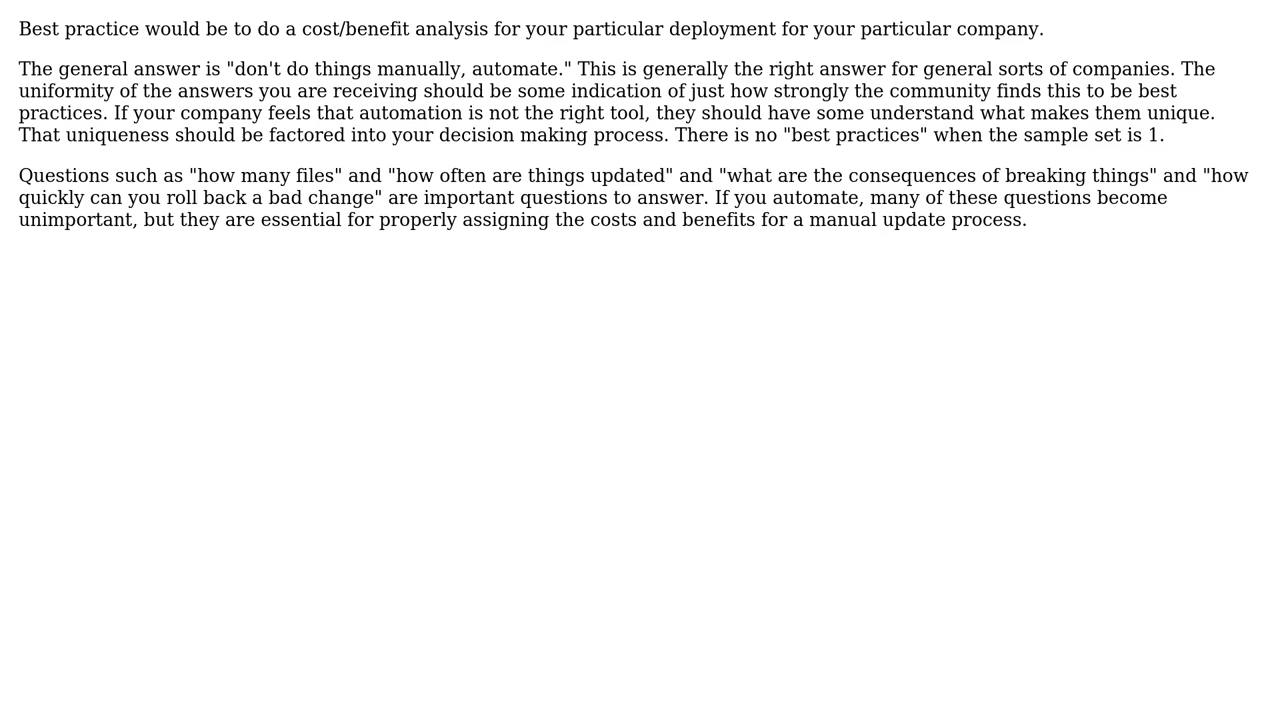 Best practice would be to do a cost/benefit analysis for your particular deployment for your particular company.
The general answer is "don't do things manually, automate." This is generally the right answer for general sorts of companies. The
uniformity of the answers you are receiving should be some indication of just how strongly the community finds this to be best
practices. If your company feels that automation is not the right tool, they should have some understand what makes them unique.
That uniqueness should be factored into your decision making process. There is no "best practices" when the sample set is 1.
Questions such as "how many files" and "how often are things updated" and "what are the consequences of breaking things" and "how
quickly can you roll back a bad change" are important questions to answer. If you automate, many of these questions become
unimportant, but they are essential for properly assigning the costs and benefits for a manual update process.